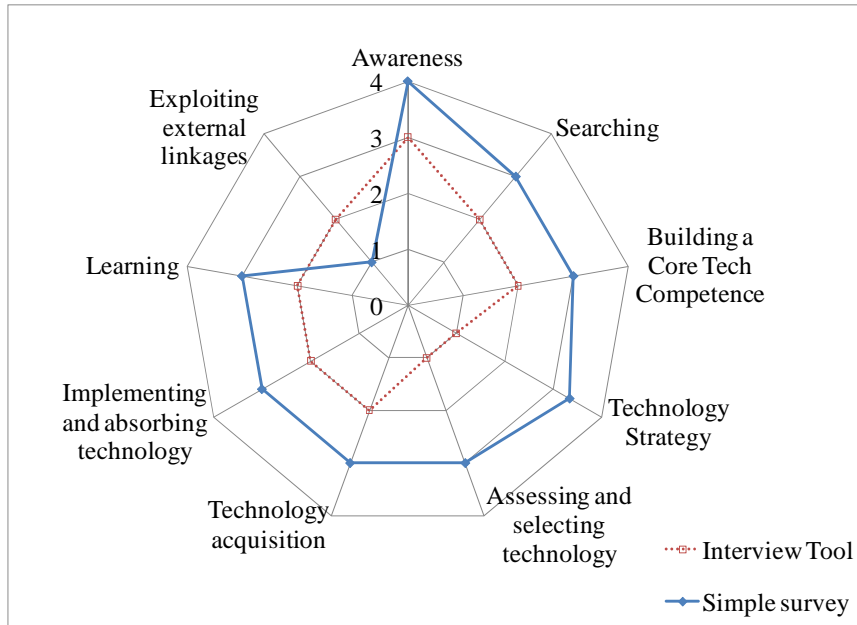 Awareness
4
3
2
1
0
Searching
Building a
Core Tech
Competence
Technology
Strategy
Assessing and
selecting
technology
Technology
acquisition
Implementing
and absorbing
technology
Learning
Exploiting
external
linkages
Interview Tool
Simple survey